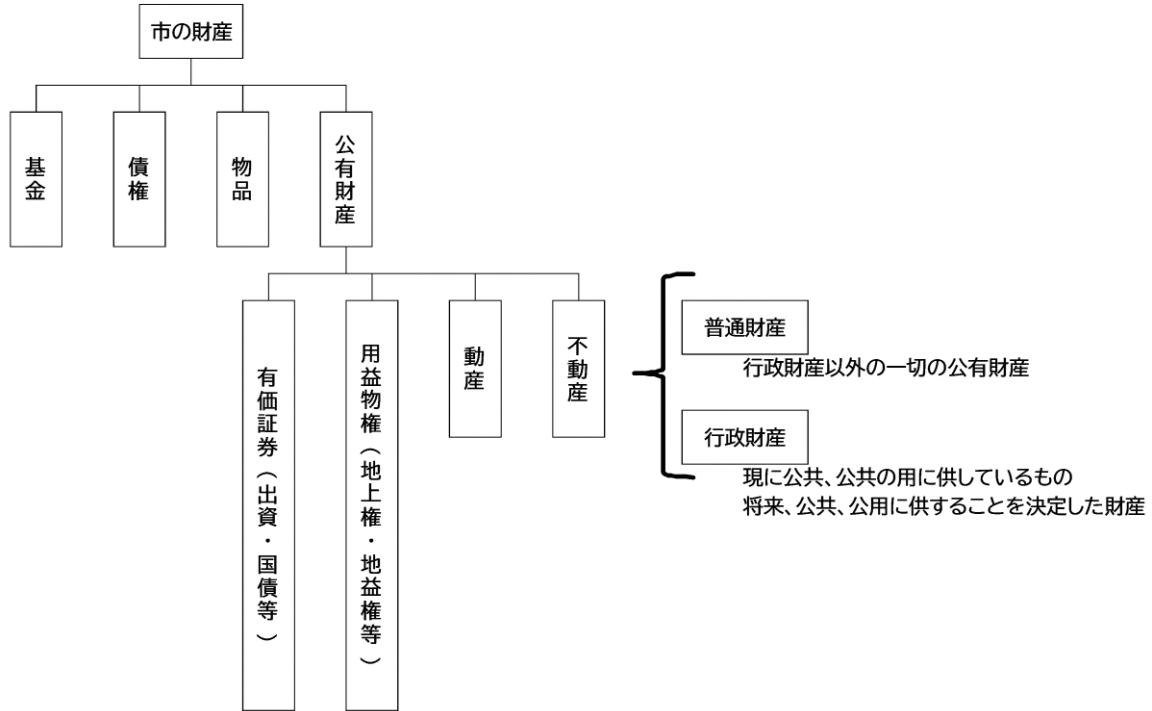 市の財産
基金
債権
物品
公有財産
有価証券(出資・国債等)
用益物権(地上権・地益権等)
動産
不動産
普通財産
行政財産以外の一切の公有財産
行政財産
現に公共、公共の用に供しているもの
将来、公共、公用に供することを決定した財産